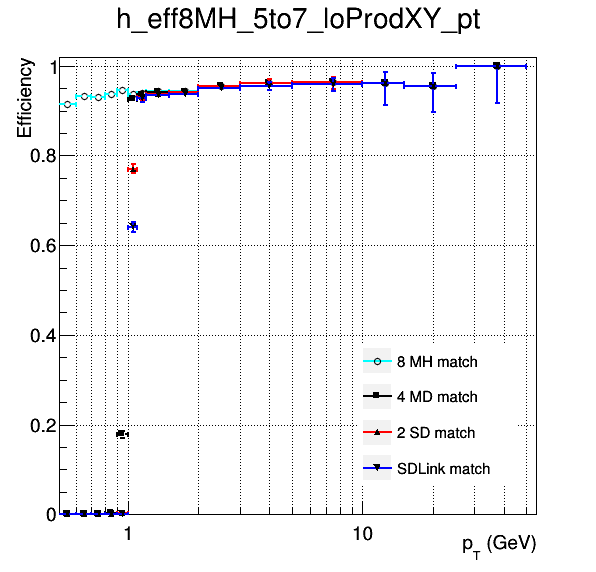 h_eff8MH_5to7_loProdXY_pt
Efficiency
1
0.8
0.6
0.4
0.2
0
8 MH match
4 MD match
2 SD match
SDLink match
1
10
p_T (GeV)